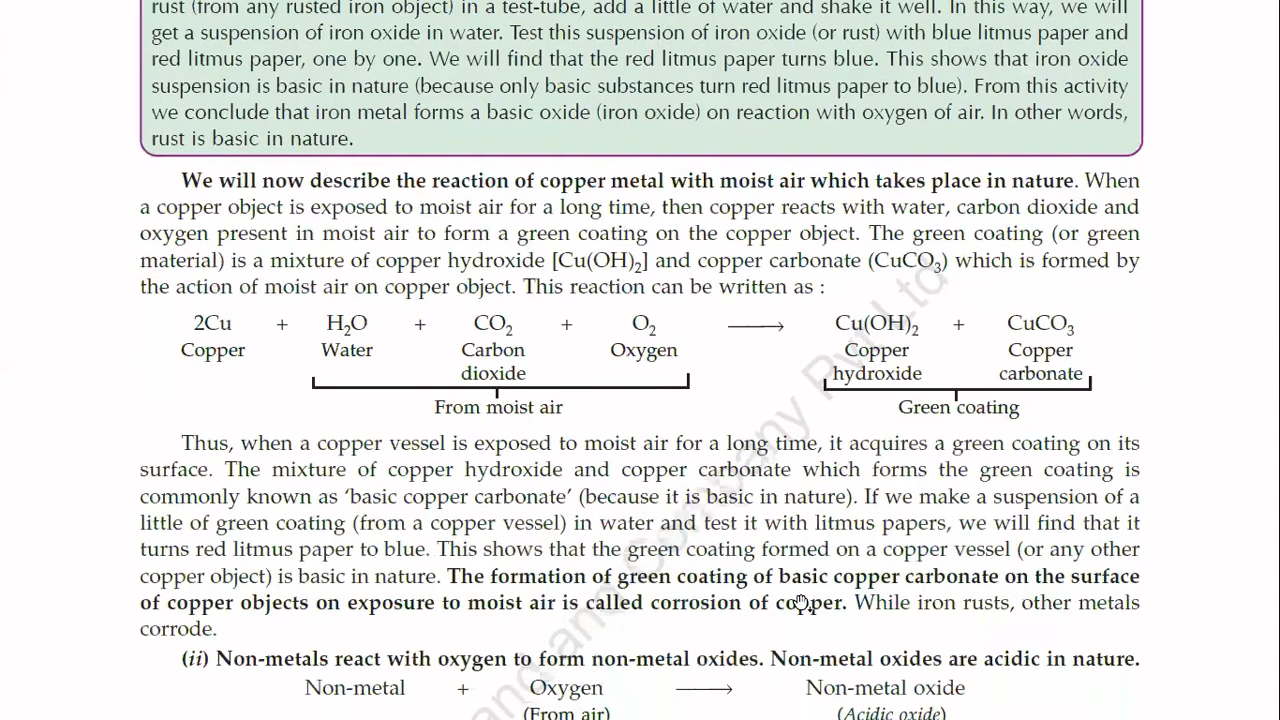 rust (from any rusted iron object) in a test-tube, add a little of water and shake it well. In this way, we will
get a suspension of iron oxide in water. Test this suspension of iron oxide (or rust) with blue litmus paper and
red litmus paper, one by one. We will find that the red litmus paper turns blue. This shows that iron oxide
suspension is basic in nature (because only basic substances turn red litmus paper to blue). From this activity
we conclude that iron metal forms a basic oxide (iron oxide) on reaction with oxygen of air. In other words,
rust is basic in nature.
We will now describe the reaction of copper metal with moist air which takes place in nature. When
a copper object is exposed to moist air for a long time, then copper reacts with water, carbon dioxide and
oxygen present in moist air to form a green coating on the copper object. The green coating (or green
material) is a mixture of copper hydroxide [Cu(OH)₂] and copper carbonate (CuCO₃) which is formed by
the action of moist air on copper object. This reaction can be written as :
2Cu + H₂O + CO₂ + O₂ ⟶ Cu(OH)₂ + CuCO₃
Copper Water Carbon Oxygen Copper Copper
dioxide hydroxide carbonate
From moist air Green coating
Thus, when a copper vessel is exposed to moist air for a long time, it acquires a green coating on its
surface. The mixture of copper hydroxide and copper carbonate which forms the green coating is
commonly known as ‘basic copper carbonate’ (because it is basic in nature). If we make a suspension of a
little of green coating (from a copper vessel) in water and test it with litmus papers, we will find that it
turns red litmus paper to blue. This shows that the green coating formed on a copper vessel (or any other
copper object) is basic in nature. The formation of green coating of basic copper carbonate on the surface
of copper objects on exposure to moist air is called corrosion of copper. While iron rusts, other metals
corrode.
(ii) Non-metals react with oxygen to form non-metal oxides. Non-metal oxides are acidic in nature.
Non-metal + Oxygen ⟶ Non-metal oxide
(From air) (Acidic oxide)
and and Company Pvt Ltd